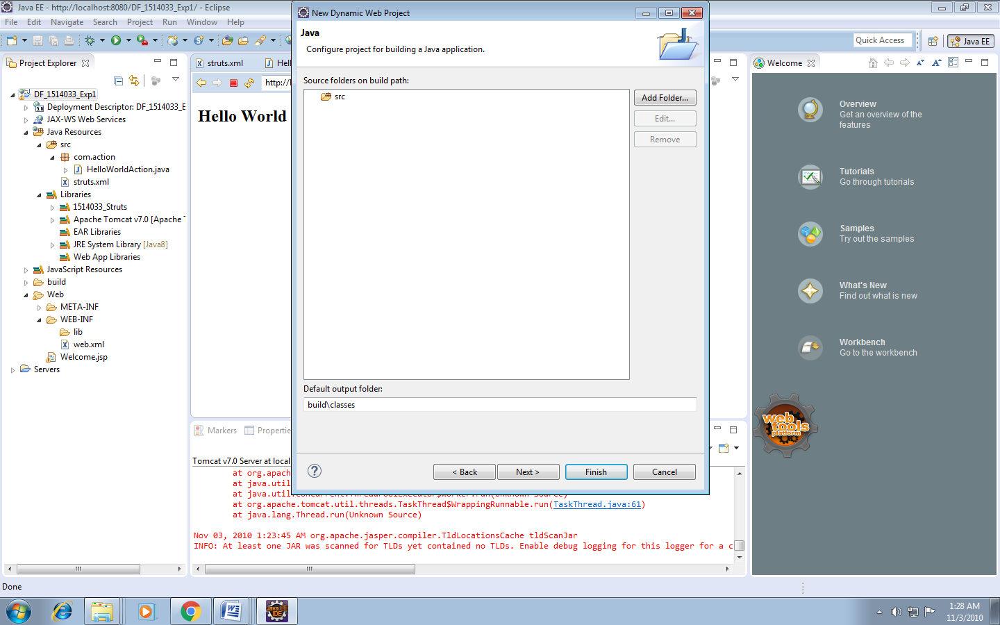 Java EE - http://localhost:8080/DF_1514033_Exp1/ - Eclipse
File Edit Navigate Search Project Run Window Help
Quick Access
Java EE
Project Explorer
DF_1514033_Exp1
Deployment Descriptor: DF_1514033_E
JAX-WS Web Services
Java Resources
src
com.action
HelloWorldAction.java
struts.xml
Libraries
1514033_Struts
Apache Tomcat v7.0 [Apache
EAR Libraries
JRE System Library [Java8]
Web App Libraries
JavaScript Resources
build
Web
META-INF
WEB-INF
lib
web.xml
Welcome.jsp
Servers
struts.xml
Hell
http://l
Hello World
New Dynamic Web Project
Java
Configure project for building a Java application.
Source folders on build path:
src
Add Folder...
Edit...
Remove
Default output folder:
build\classes
< Back
Next >
Finish
Cancel
Welcome
Overview
Get an overview of the
features
Tutorials
Go through tutorials
Samples
Try out the samples
What's New
Find out what is new
Workbench
Go to the workbench
web
tools
platform
Markers
Propertie
Tomcat v7.0 Server at local
at org.apach
at java.util
at org.apache.tomcat.util.threads.TaskThread$WrappingRunnable.run(TaskThread.java:61)
at java.lang.Thread.run(Unknown Source)
Nov 03, 2010 1:23:45 AM org.apache.jasper.compiler.TldLocationsCache tldScanJar
INFO: At least one JAR was scanned for TLDs yet contained no TLDs. Enable debug logging for this logger for a c
Done
Java EE
IDE
1:28 AM
11/3/2010